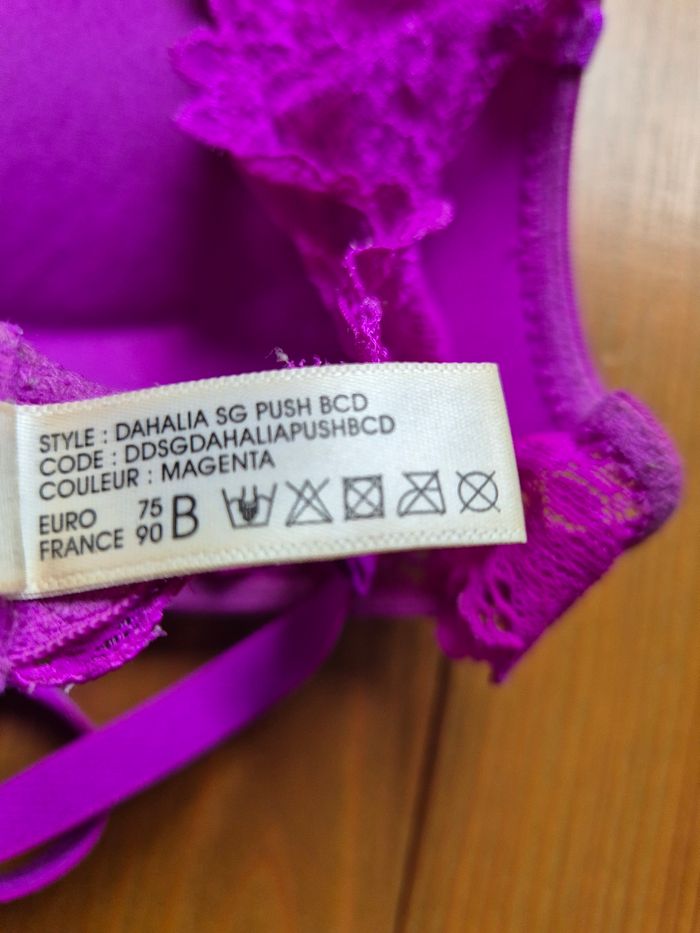 STYLE : DAHALIA SG PUSH BCD
CODE : DDSGDAHALIAPUSHBCD
COULEUR : MAGENTA
EURO 75 B
FRANCE 90